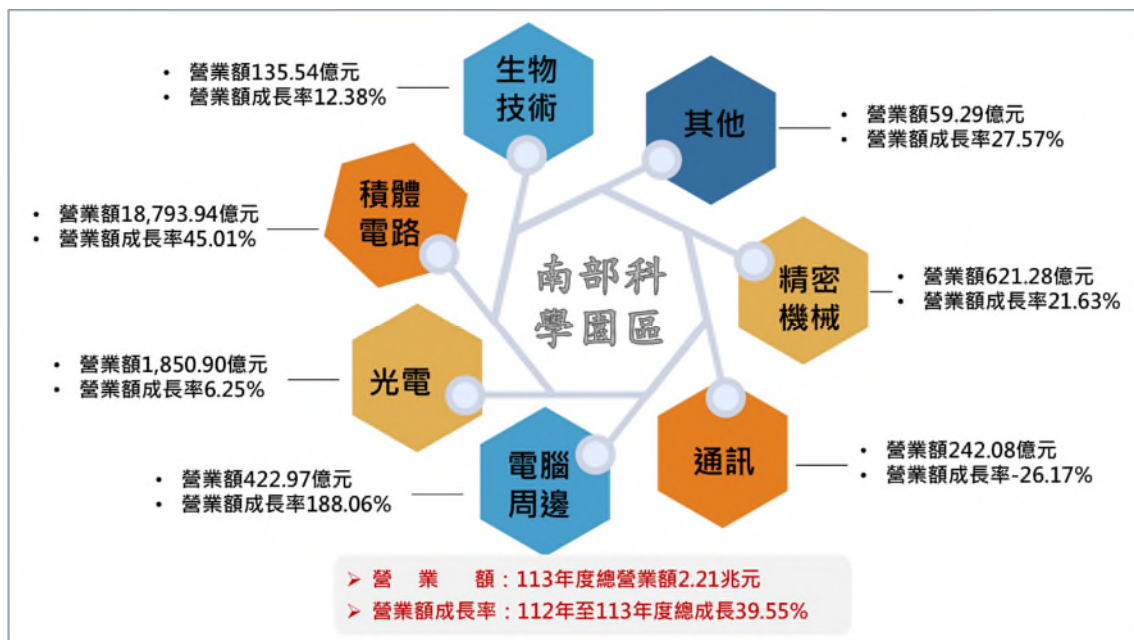 生物
技術
• 營業額135.54億元
• 營業額成長率12.38%
其他
• 營業額59.29億元
• 營業額成長率27.57%
積體
電路
• 營業額18,793.94億元
• 營業額成長率45.01%
南部科
學園區
精密
機械
• 營業額621.28億元
• 營業額成長率21.63%
光電
• 營業額1,850.90億元
• 營業額成長率6.25%
電腦
周邊
• 營業額422.97億元
• 營業額成長率188.06%
通訊
• 營業額242.08億元
• 營業額成長率-26.17%
➢ 營 業 額：113年度總營業額2.21兆元
➢ 營業額成長率：112年至113年度總成長39.55%